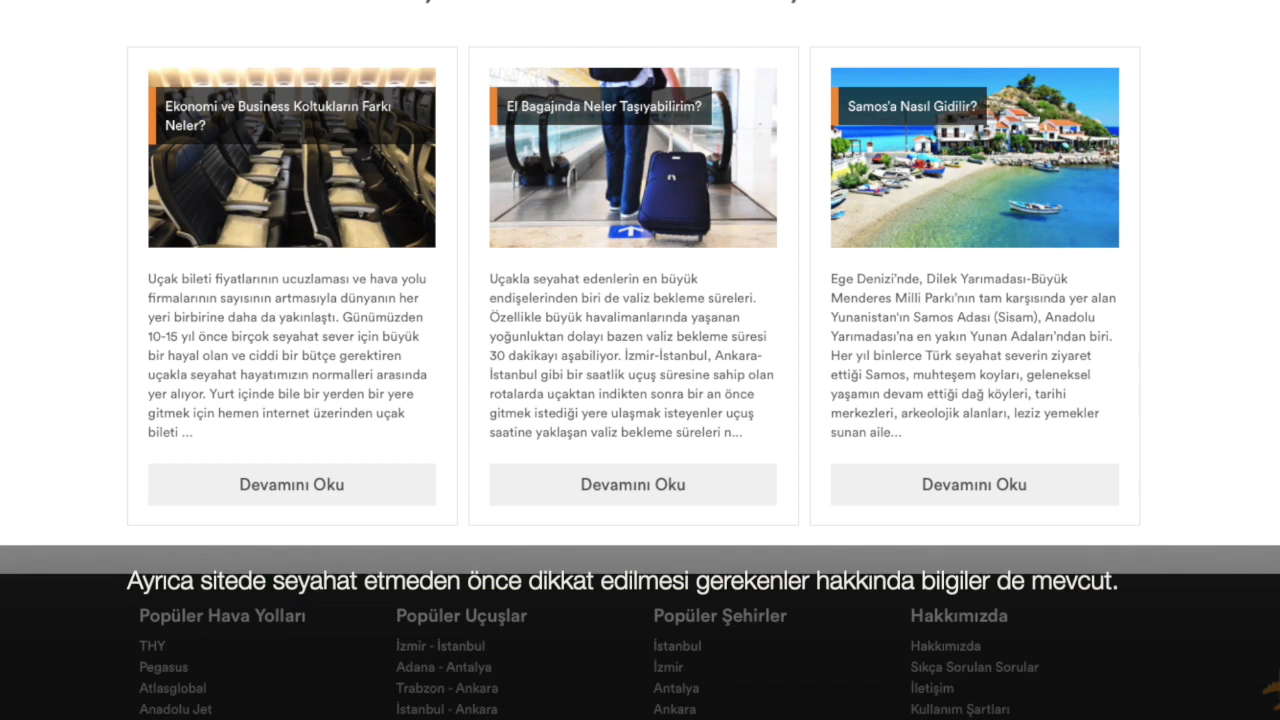 Ekonomi ve Business Koltukların Farkı
Neler?
Uçak bileti fiyatlarının ucuzlaması ve hava yolu
firmalarının sayısının artmasıyla dünyanın her
yeri birbirine daha da yakınlaştı. Günümüzden
10-15 yıl önce birçok seyahat sever için büyük
bir hayal olan ve ciddi bir bütçe gerektiren
uçakla seyahat hayatımızın normalleri arasında
yer alıyor. Yurt içinde bile bir yerden bir yere
gitmek için hemen internet üzerinden uçak
bileti ...
Devamını Oku
El Bagajında Neler Taşıyabilirim?
Uçakla seyahat edenlerin en büyük
endişelerinden biri de valiz bekleme süreleri.
Özellikle büyük havalimanlarında yaşanan
yoğunluktan dolayı bazen valiz bekleme süresi
30 dakikayı aşabiliyor. İzmir-İstanbul, Ankara-
İstanbul gibi bir saatlik uçuş süresine sahip olan
rotalarda uçaktan indikten sonra bir an önce
gitmek istediği yere ulaşmak isteyenler uçuş
saatine yaklaşan valiz bekleme süreleri n...
Devamını Oku
Samos'a Nasıl Gidilir?
Ege Denizi'nde, Dilek Yarımadası-Büyük
Menderes Milli Parkı'nın tam karşısında yer alan
Yunanistan'ın Samos Adası (Sisam), Anadolu
Yarımadası'na en yakın Yunan Adaları'ndan biri.
Her yıl binlerce Türk seyahat severin ziyaret
ettiği Samos, muhteşem koyları, geleneksel
yaşamın devam ettiği dağ köyleri, tarihi
merkezleri, arkeolojik alanları, leziz yemekler
sunan aile...
Devamını Oku
Ayrıca sitede seyahat etmeden önce dikkat edilmesi gerekenler hakkında bilgiler de mevcut.
Popüler Hava Yolları
THY
Pegasus
Atlasglobal
Anadolu Jet
Popüler Uçuşlar
İzmir - İstanbul
Adana - Antalya
Trabzon - Ankara
İstanbul - Ankara
Popüler Şehirler
İstanbul
İzmir
Antalya
Ankara
Hakkımızda
Hakkımızda
Sıkça Sorulan Sorular
İletişim
Kullanım Şartları